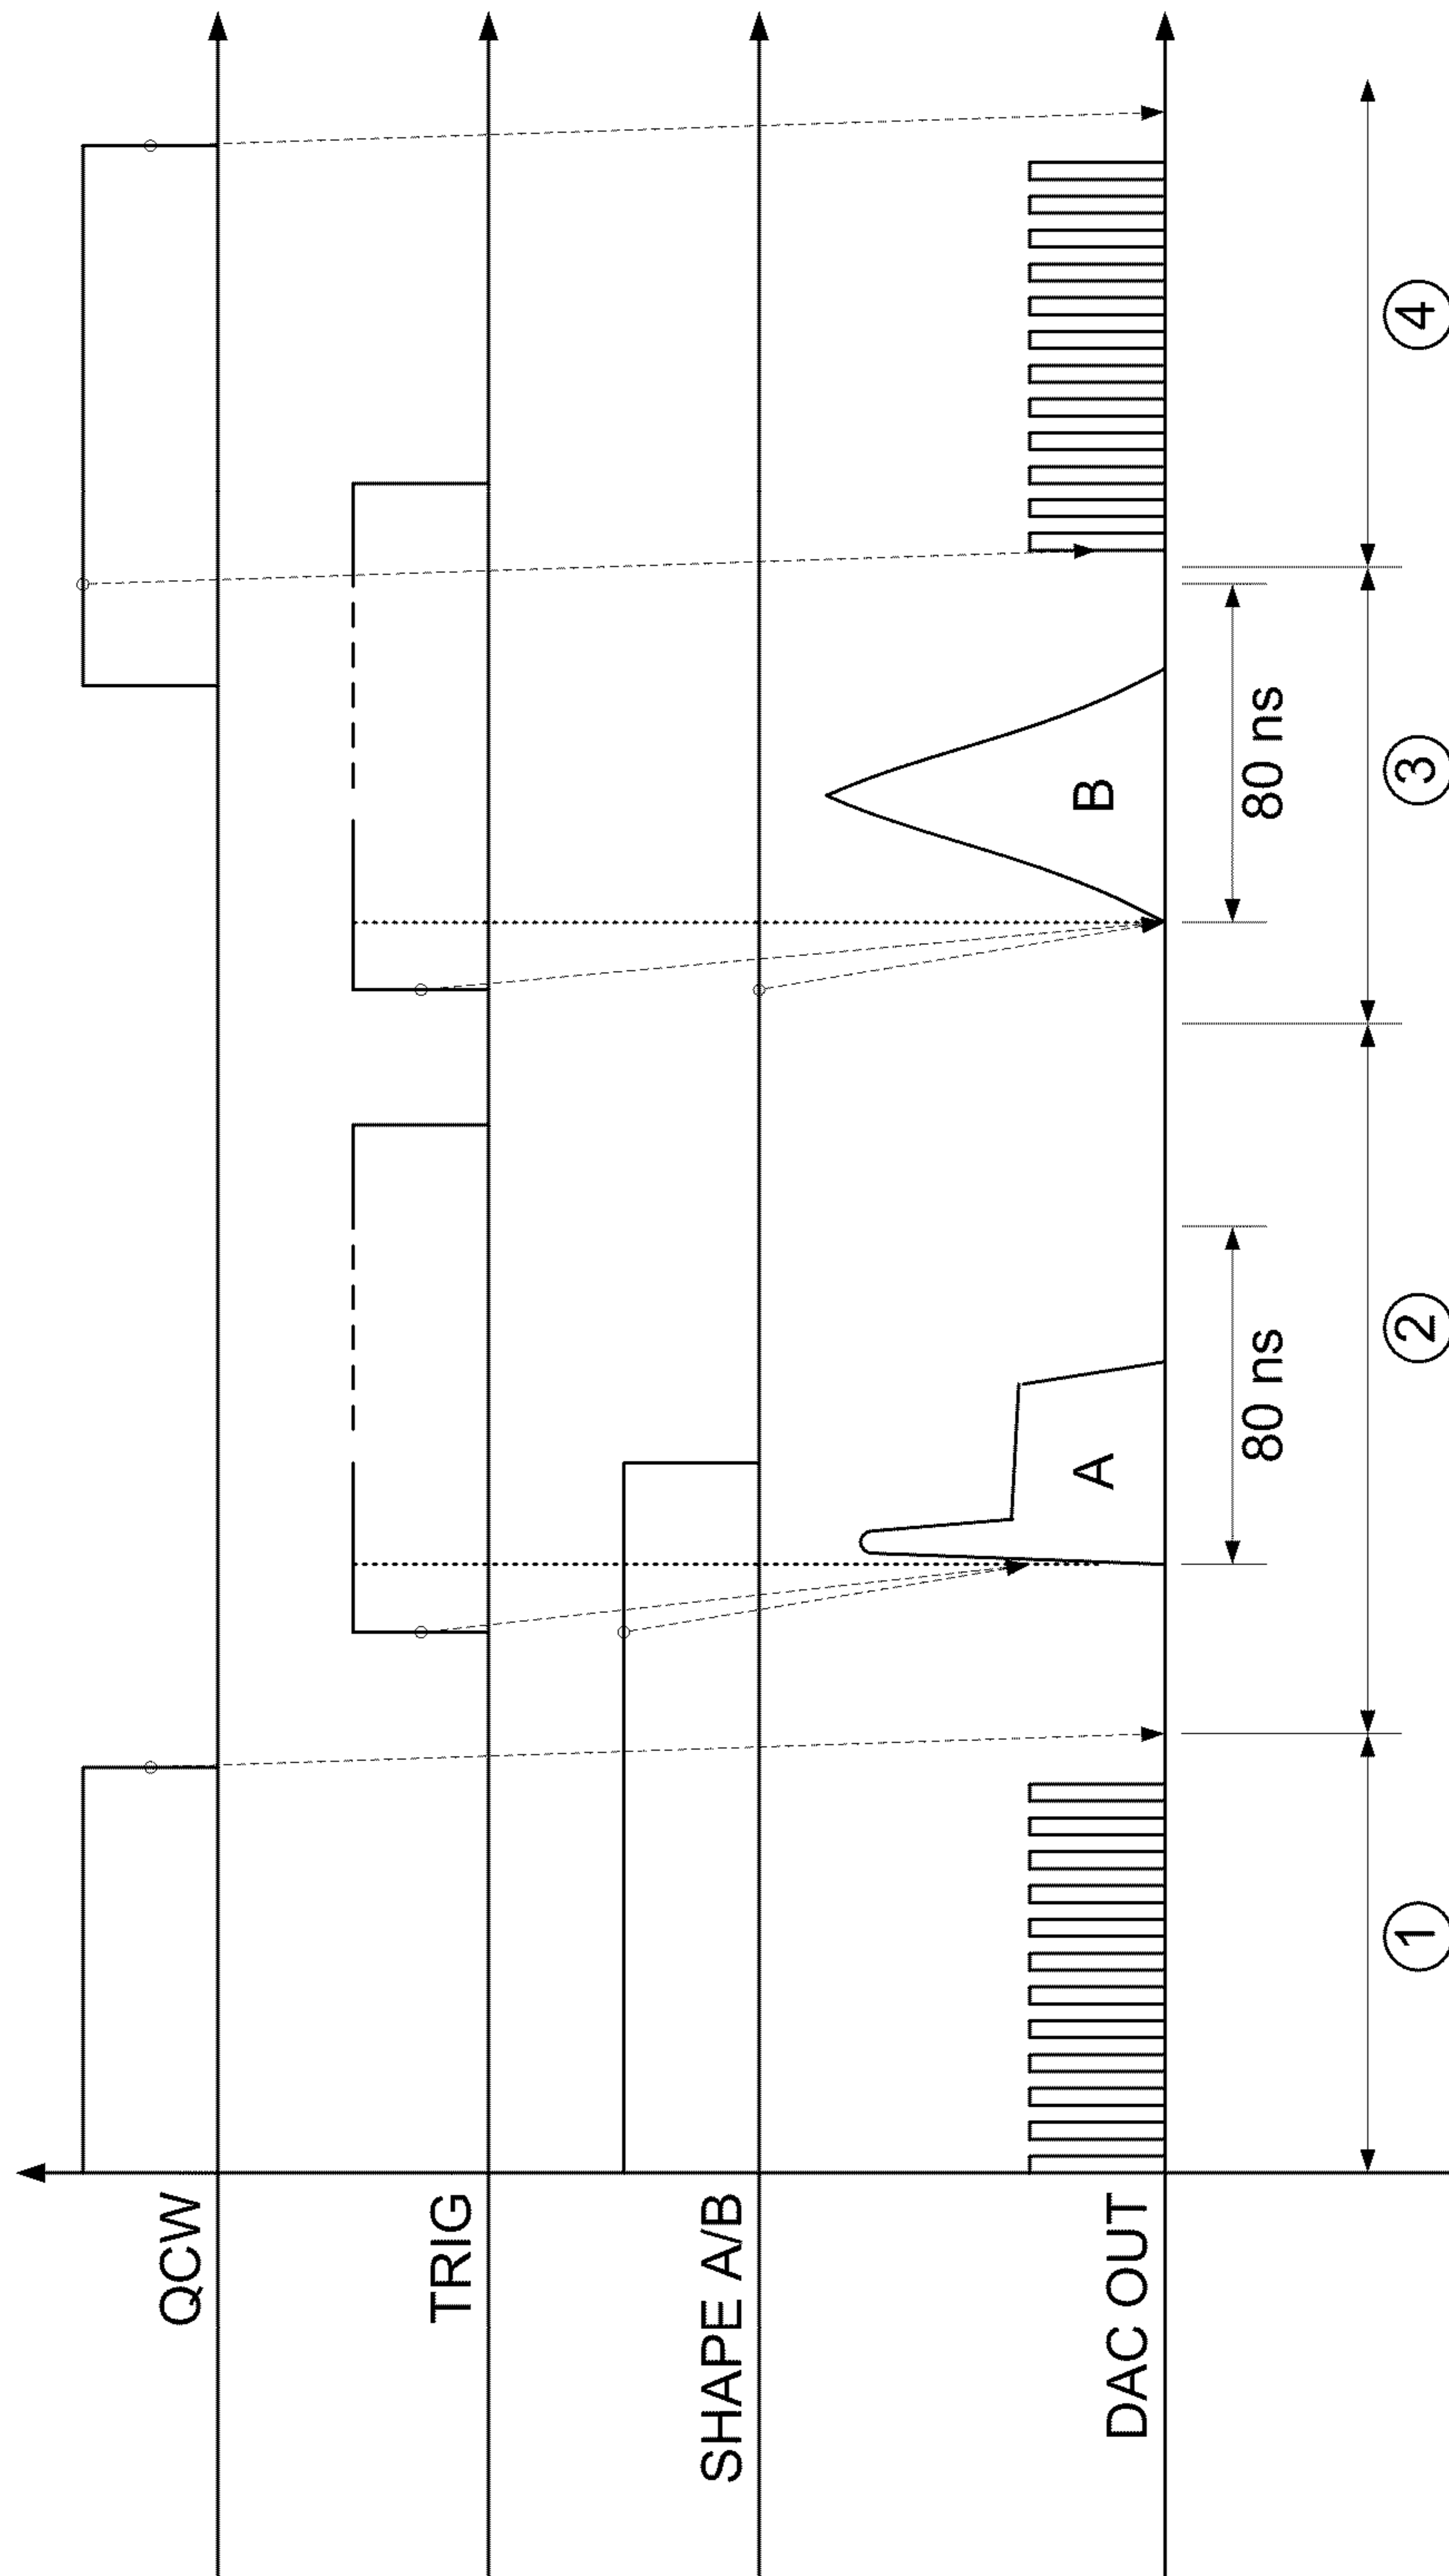 QCW
TRIG
SHAPE A/B
DAC OUT
A
B
80 ns
80 ns
1
2
3
4